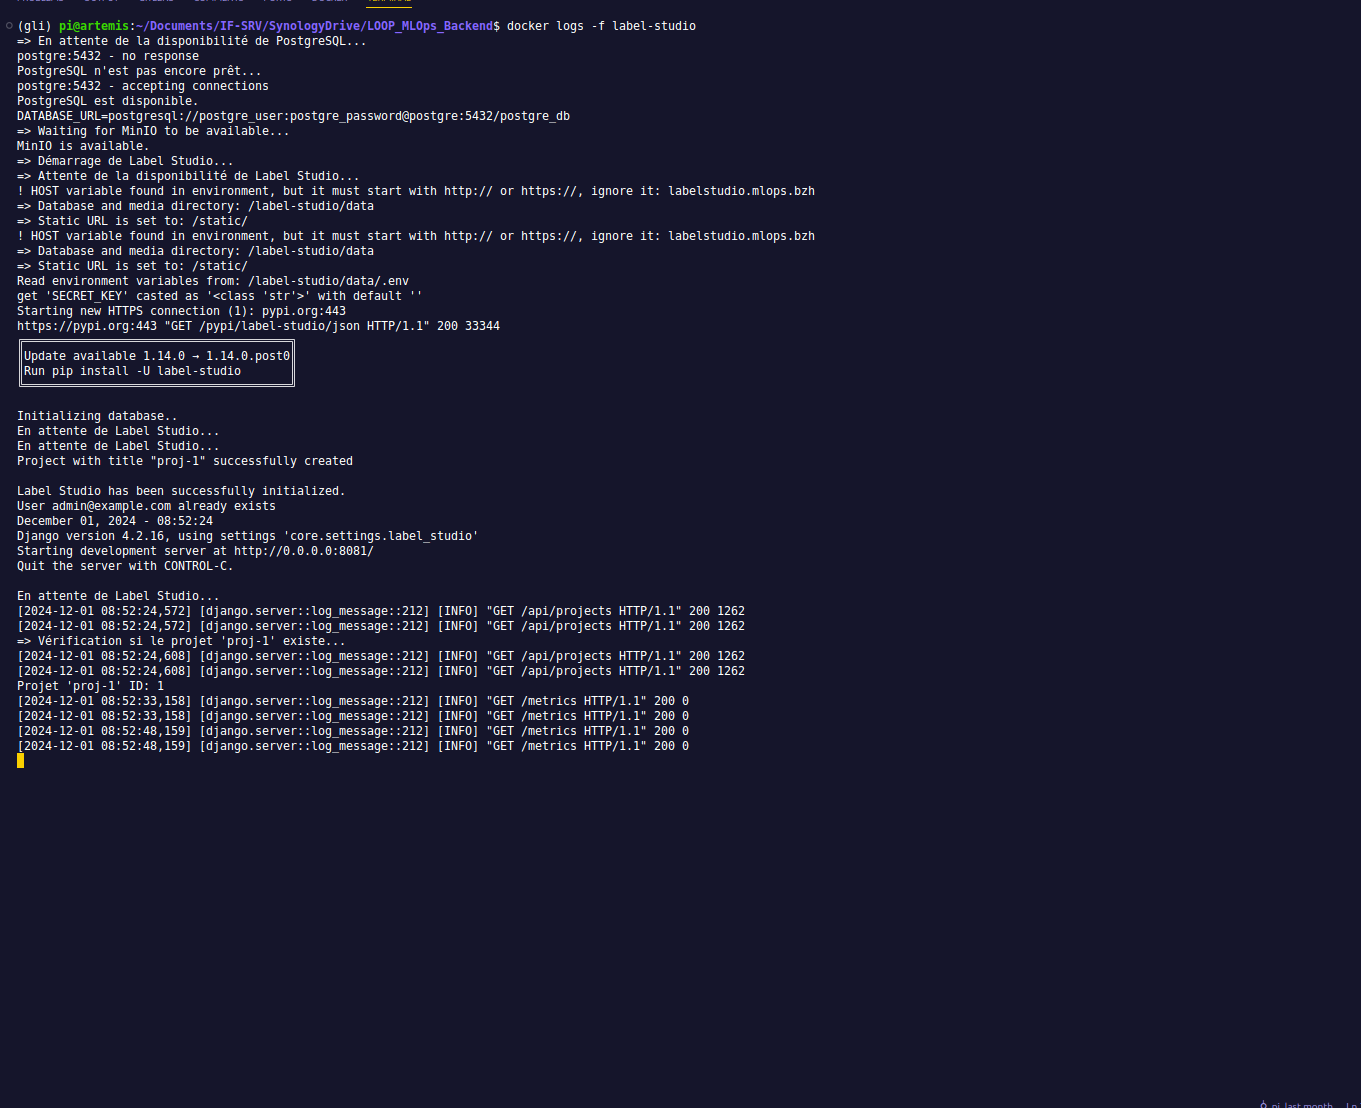 (gli) pi@artemis:~/Documents/IF-SRV/SynologyDrive/LOOP_MLOps_Backend$ docker logs -f label-studio
=> En attente de la disponibilité de PostgreSQL...
postgre:5432 - no response
PostgreSQL n'est pas encore prêt...
postgre:5432 - accepting connections
PostgreSQL est disponible.
DATABASE_URL=postgresql://postgre_user:postgre_password@postgre:5432/postgre_db
=> Waiting for MinIO to be available...
MinIO is available.
=> Démarrage de Label Studio...
=> Attente de la disponibilité de Label Studio...
! HOST variable found in environment, but it must start with http:// or https://, ignore it: labelstudio.mlops.bzh
=> Database and media directory: /label-studio/data
=> Static URL is set to: /static/
! HOST variable found in environment, but it must start with http:// or https://, ignore it: labelstudio.mlops.bzh
=> Database and media directory: /label-studio/data
=> Static URL is set to: /static/
Read environment variables from: /label-studio/data/.env
get 'SECRET_KEY' casted as '<class 'str'>' with default ''
Starting new HTTPS connection (1): pypi.org:443
https://pypi.org:443 "GET /pypi/label-studio/json HTTP/1.1" 200 33344
Update available 1.14.0 → 1.14.0.post0
Run pip install -U label-studio
Initializing database..
En attente de Label Studio...
En attente de Label Studio...
Project with title "proj-1" successfully created
Label Studio has been successfully initialized.
User admin@example.com already exists
December 01, 2024 - 08:52:24
Django version 4.2.16, using settings 'core.settings.label_studio'
Starting development server at http://0.0.0.0:8081/
Quit the server with CONTROL-C.
En attente de Label Studio...
[2024-12-01 08:52:24,572] [django.server::log_message::212] [INFO] "GET /api/projects HTTP/1.1" 200 1262
[2024-12-01 08:52:24,572] [django.server::log_message::212] [INFO] "GET /api/projects HTTP/1.1" 200 1262
=> Vérification si le projet 'proj-1' existe...
[2024-12-01 08:52:24,608] [django.server::log_message::212] [INFO] "GET /api/projects HTTP/1.1" 200 1262
[2024-12-01 08:52:24,608] [django.server::log_message::212] [INFO] "GET /api/projects HTTP/1.1" 200 1262
Projet 'proj-1' ID: 1
[2024-12-01 08:52:33,158] [django.server::log_message::212] [INFO] "GET /metrics HTTP/1.1" 200 0
[2024-12-01 08:52:33,158] [django.server::log_message::212] [INFO] "GET /metrics HTTP/1.1" 200 0
[2024-12-01 08:52:48,159] [django.server::log_message::212] [INFO] "GET /metrics HTTP/1.1" 200 0
[2024-12-01 08:52:48,159] [django.server::log_message::212] [INFO] "GET /metrics HTTP/1.1" 200 0